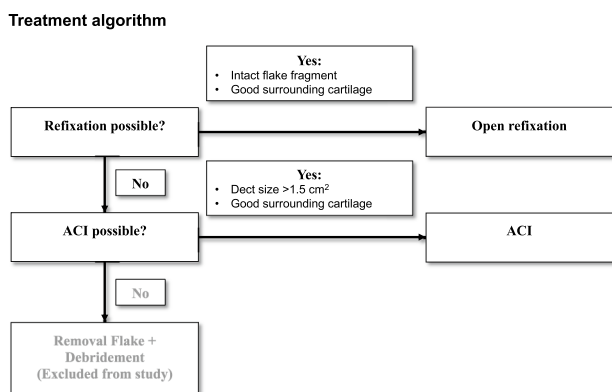 Treatment algorithm
Yes:
• Intact flake fragment
• Good surrounding cartilage
Refixation possible?
Open refixation
No
Yes:
• Dect size >1.5 cm²
• Good surrounding cartilage
ACI possible?
ACI
No
Removal Flake +
Debridement
(Excluded from study)